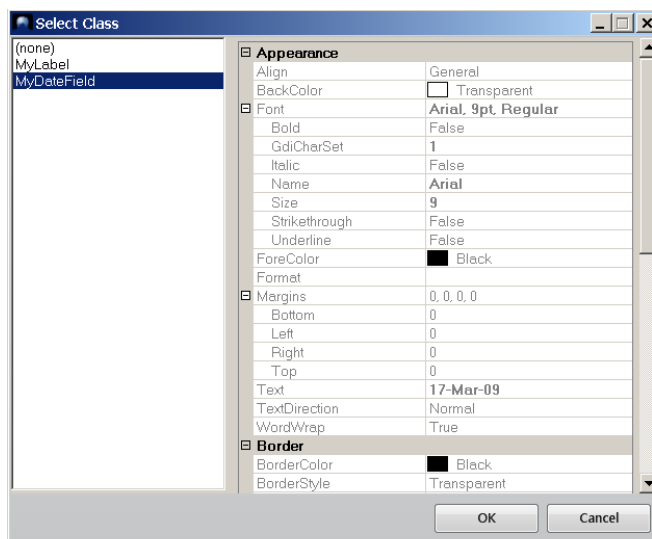 Select Class
(none)
MyLabel
MyDateField
Appearance
Align General
BackColor Transparent
Font Arial, 9pt, Regular
Bold False
GdiCharSet 1
Italic False
Name Arial
Size 9
Strikethrough False
Underline False
ForeColor Black
Format
Margins 0, 0, 0, 0
Bottom 0
Left 0
Right 0
Top 0
Text 17-Mar-09
TextDirection Normal
WordWrap True
Border
BorderColor Black
BorderStyle Transparent
OK Cancel